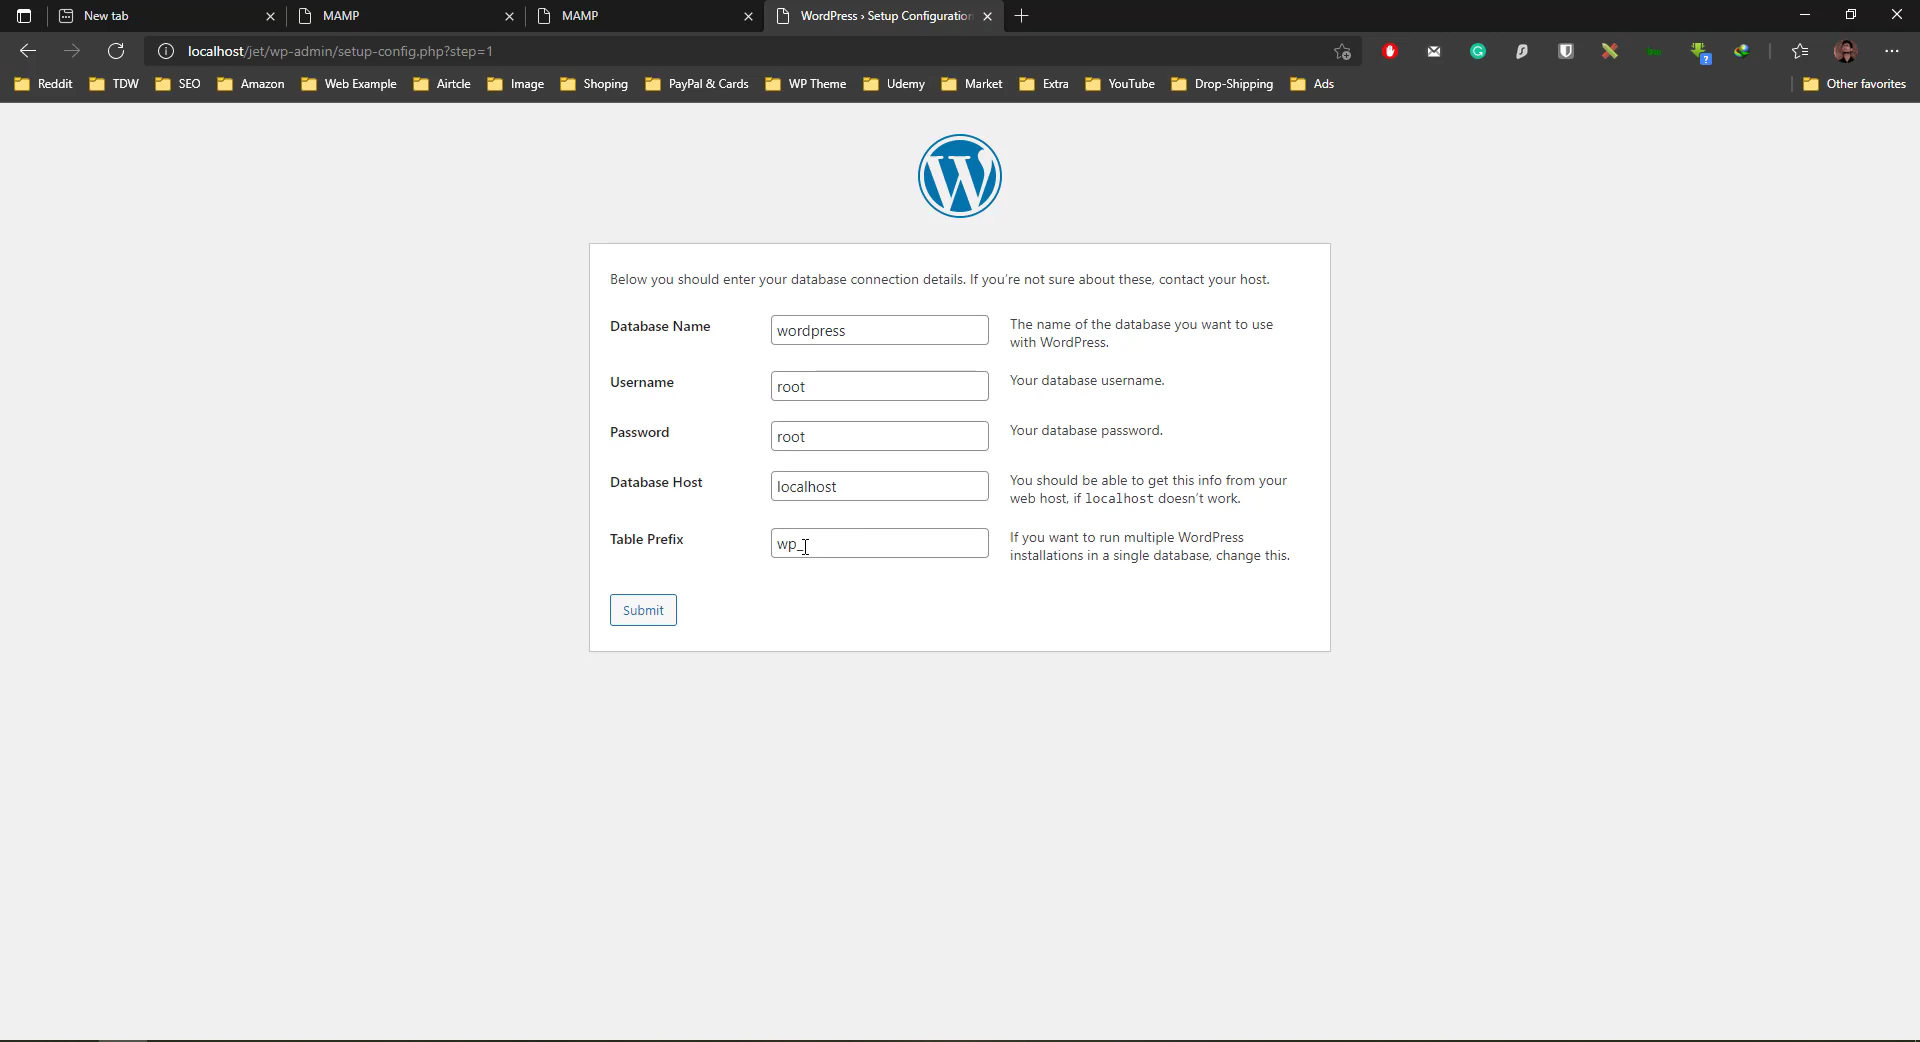 New tab
MAMP
MAMP
WordPress › Setup Configuration
localhost/jet/wp-admin/setup-config.php?step=1
Reddit
TDW
SEO
Amazon
Web Example
Airtcle
Image
Shoping
PayPal & Cards
WP Theme
Udemy
Market
Extra
YouTube
Drop-Shipping
Ads
Other favorites
Below you should enter your database connection details. If you're not sure about these, contact your host.
Database Name
wordpress
The name of the database you want to use
with WordPress.
Username
root
Your database username.
Password
root
Your database password.
Database Host
localhost
You should be able to get this info from your
web host, if localhost doesn't work.
Table Prefix
wp_
If you want to run multiple WordPress
installations in a single database, change this.
Submit